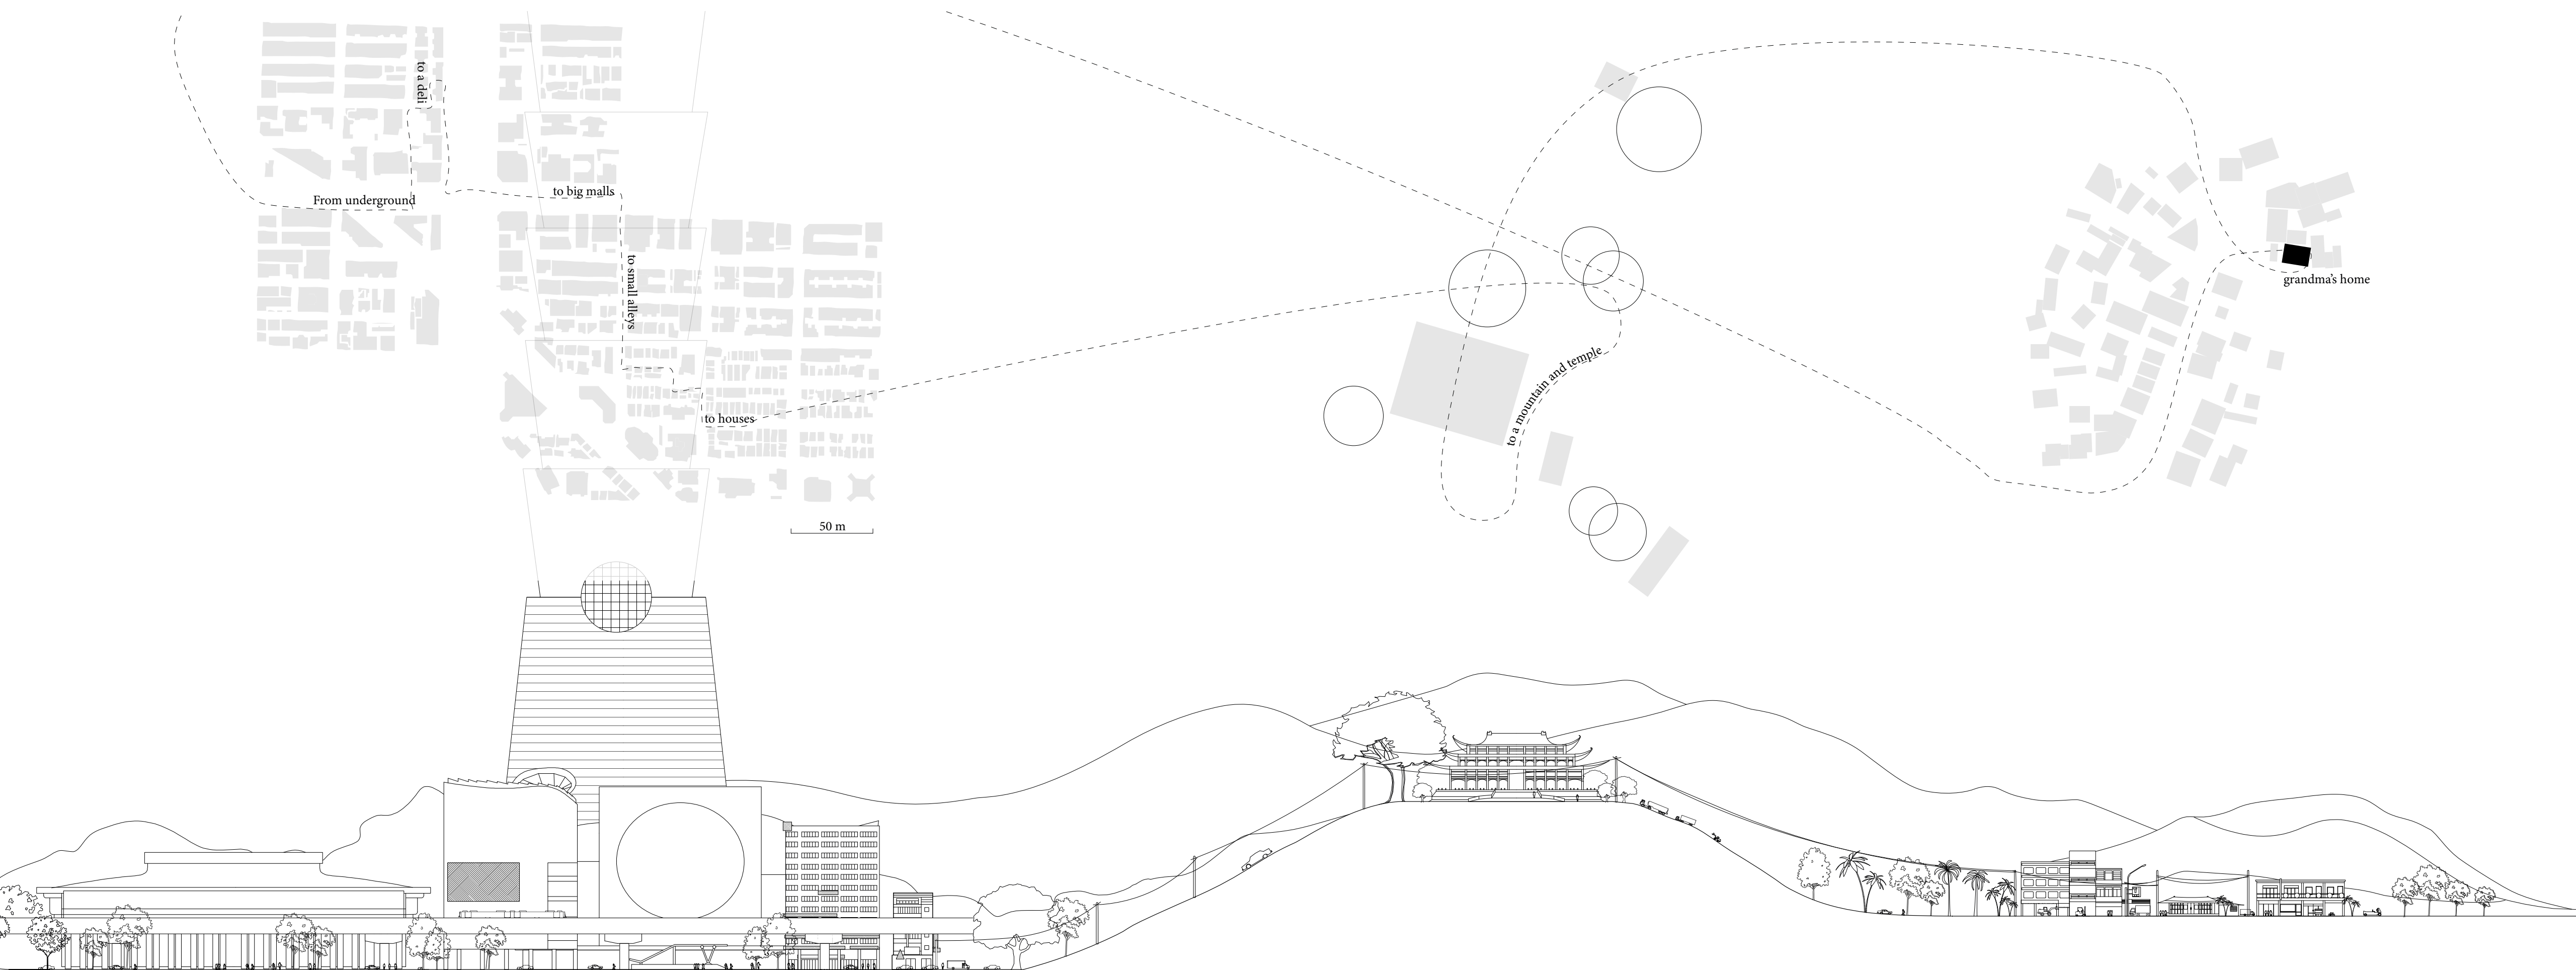 to a deli
From underground
to big malls
to small alleys
to houses
50 m
to a mountain and temple
grandma's home